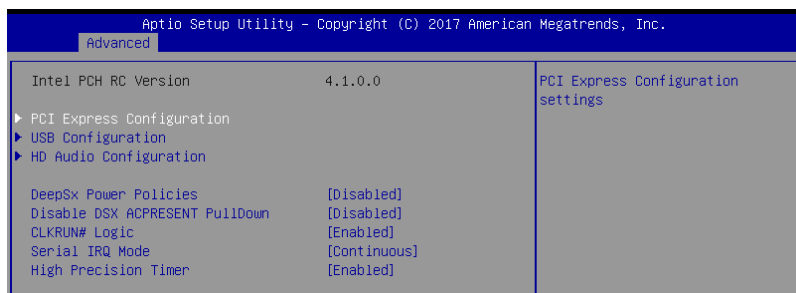 Aptio Setup Utility – Copyright (C) 2017 American Megatrends, Inc.
Advanced
Intel PCH RC Version 4.1.0.0
PCI Express Configuration
USB Configuration
HD Audio Configuration
DeepSx Power Policies [Disabled]
Disable DSX ACPRESENT PullDown [Disabled]
CLKRUN# Logic [Enabled]
Serial IRQ Mode [Continuous]
High Precision Timer [Enabled]
PCI Express Configuration
settings